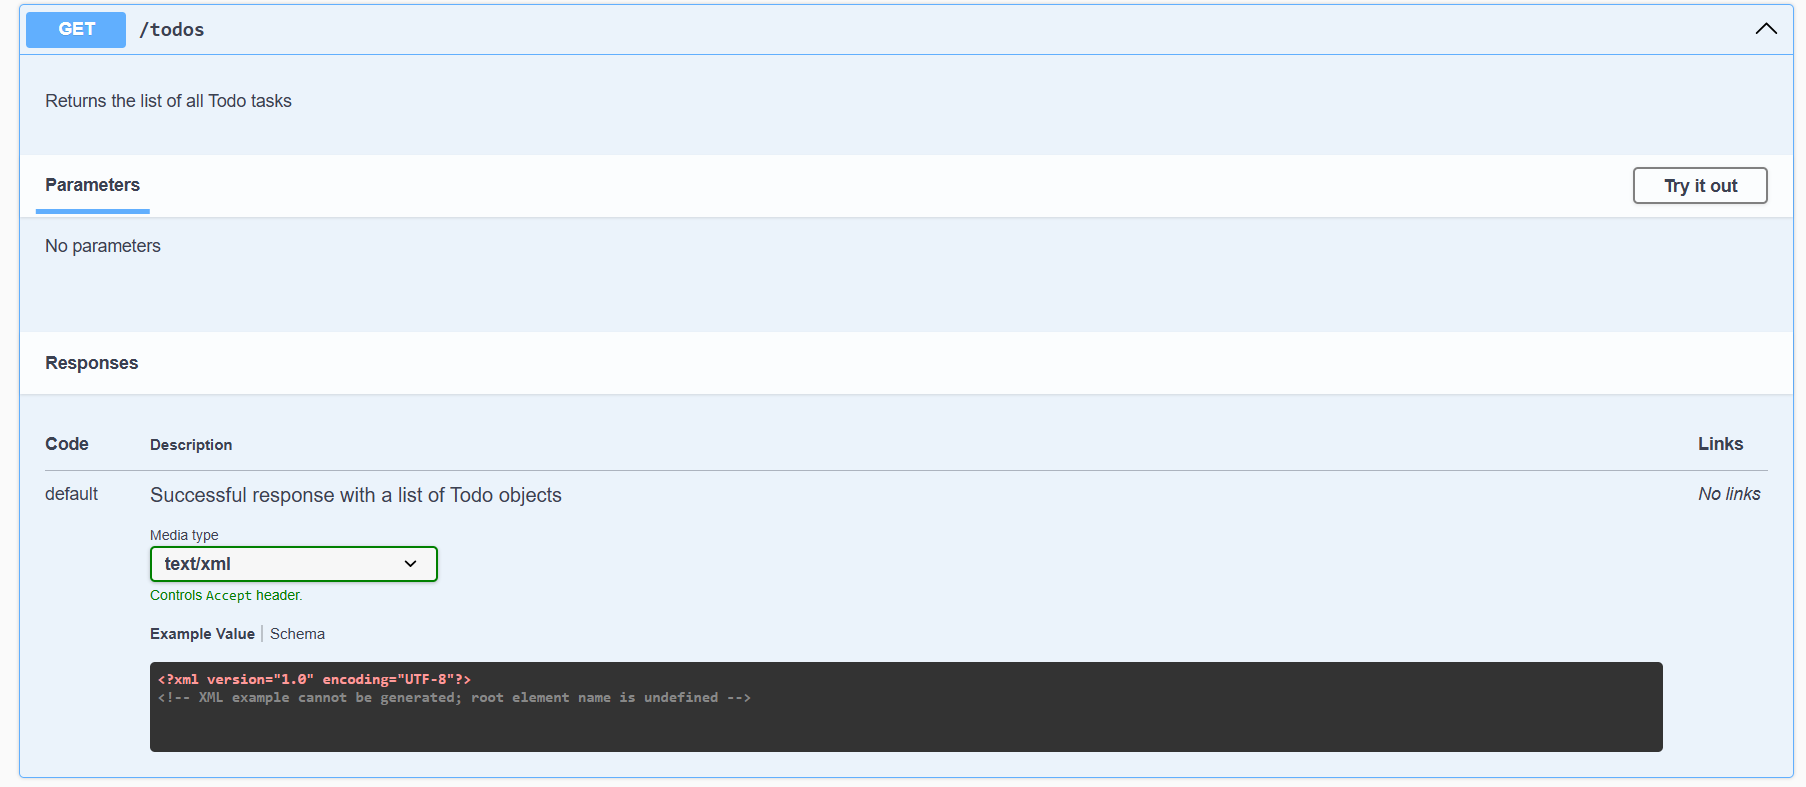 GET /todos
Returns the list of all Todo tasks
Parameters
Try it out
No parameters
Responses
Code Description Links
default Successful response with a list of Todo objects No links
Media type
text/xml
Controls Accept header.
Example Value Schema
<?xml version="1.0" encoding="UTF-8"?>
<!-- XML example cannot be generated; root element name is undefined -->